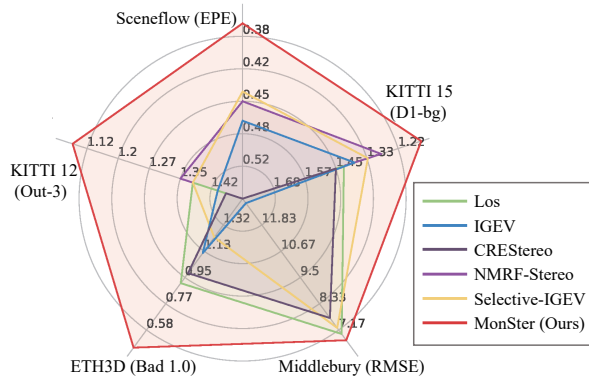 Sceneflow (EPE)
0.38
0.42
0.45
0.48
0.52
KITTI 15
(D1-bg)
1.22
1.33
1.45
1.57
1.68
KITTI 12
(Out-3)
1.12
1.2
1.27
1.35
1.42
1.32
1.13
0.95
0.77
0.58
ETH3D (Bad 1.0)
11.83
10.67
9.5
8.33
7.17
Middlebury (RMSE)
Los
IGEV
CREStereo
NMRF-Stereo
Selective-IGEV
MonSter (Ours)